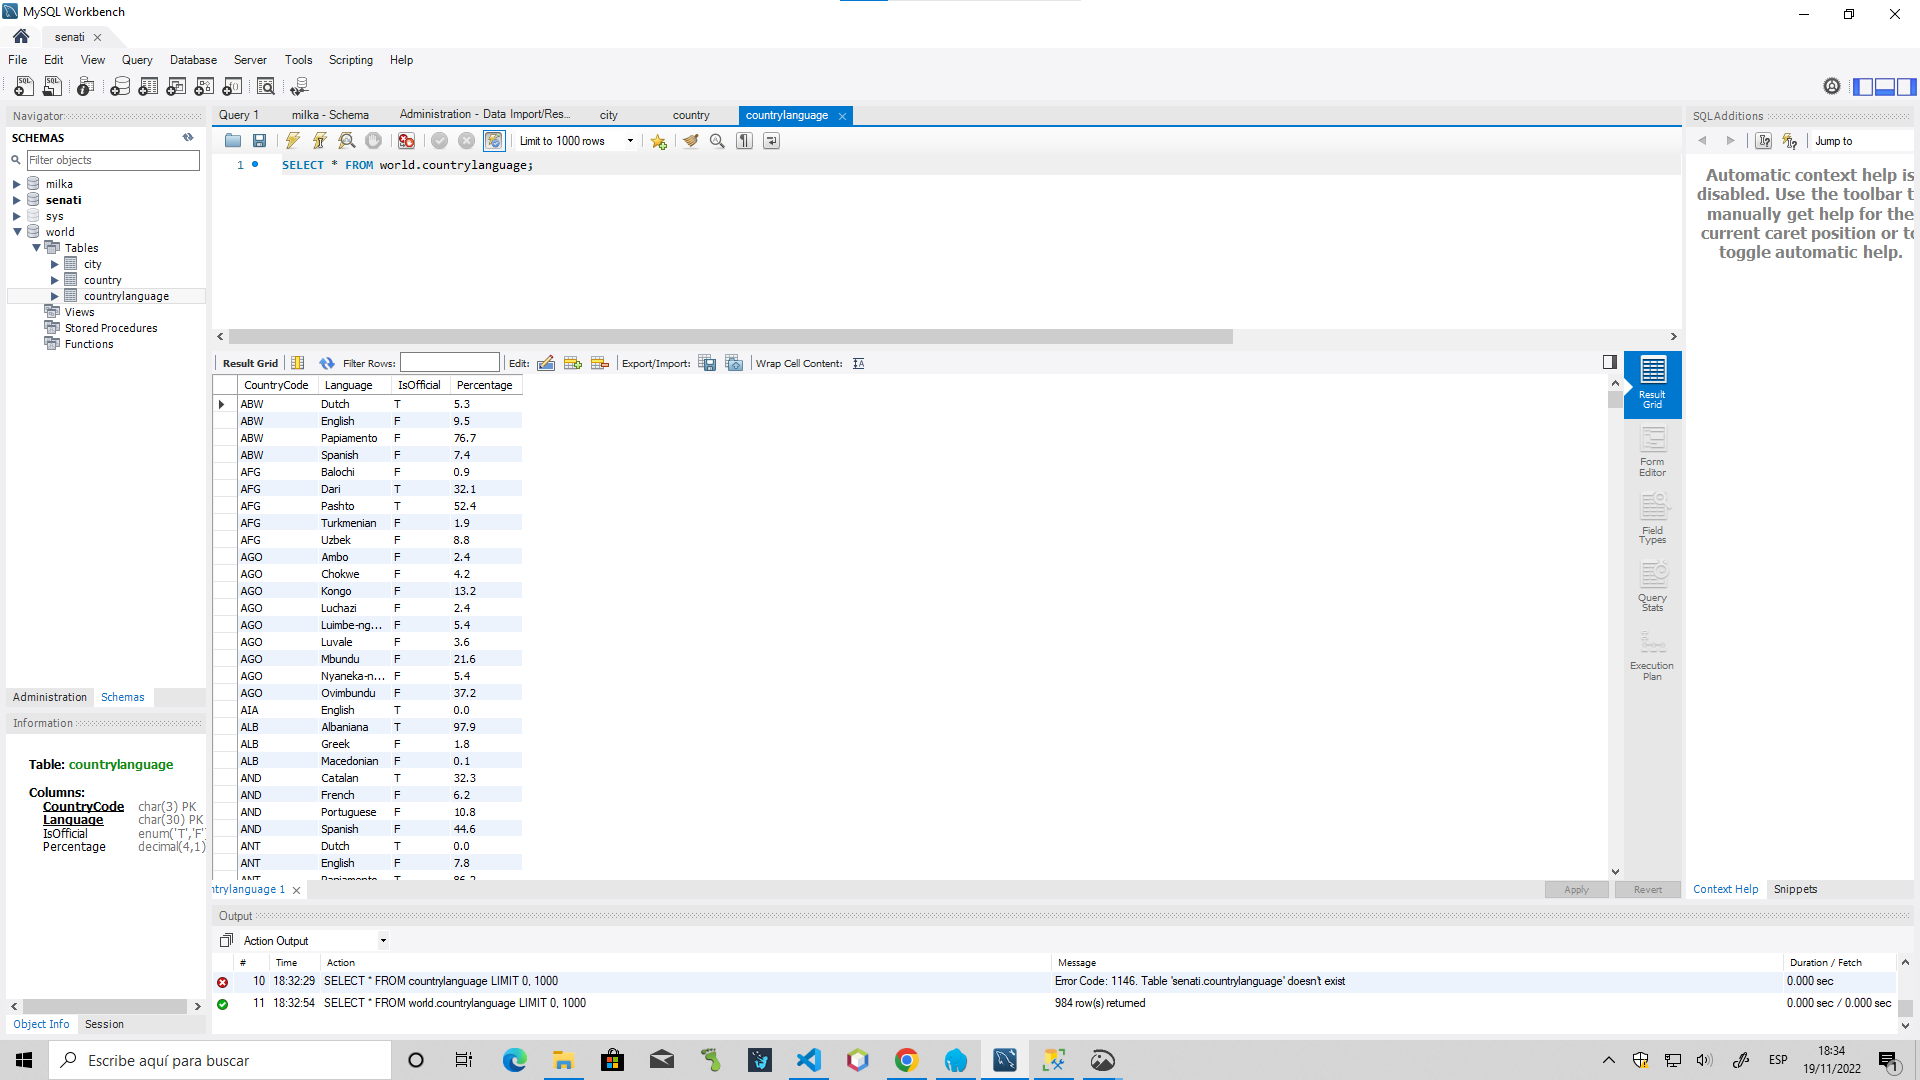 MySQL Workbench
senati
File Edit View Query Database Server Tools Scripting Help
Navigator
SCHEMAS
Filter objects
milka
senati
sys
world
Tables
city
country
countrylanguage
Views
Stored Procedures
Functions
Administration Schemas
Information
Table: countrylanguage
Columns:
CountryCode char(3) PK
Language char(30) PK
IsOfficial enum('T','F')
Percentage decimal(4,1)
Object Info Session
Query 1 milka - Schema Administration - Data Import/Res... city country countrylanguage
Limit to 1000 rows
1 SELECT * FROM world.countrylanguage;
Result Grid Filter Rows: Edit: Export/Import: Wrap Cell Content:
CountryCode Language IsOfficial Percentage
ABW Dutch T 5.3
ABW English F 9.5
ABW Papiamento F 76.7
ABW Spanish F 7.4
AFG Balochi F 0.9
AFG Dari T 32.1
AFG Pashto T 52.4
AFG Turkmenian F 1.9
AFG Uzbek F 8.8
AGO Ambo F 2.4
AGO Chokwe F 4.2
AGO Kongo F 13.2
AGO Luchazi F 2.4
AGO Luimbe-ng... F 5.4
AGO Luvale F 3.6
AGO Mbundu F 21.6
AGO Nyaneka-n... F 5.4
AGO Ovimbundu F 37.2
AIA English T 0.0
ALB Albaniana T 97.9
ALB Greek F 1.8
ALB Macedonian F 0.1
AND Catalan T 32.3
AND French F 6.2
AND Portuguese F 10.8
AND Spanish F 44.6
ANT Dutch T 0.0
ANT English F 7.8
ANT Papiamento T 86.2
ntrylanguage 1
Apply Revert
Result
Grid
Form
Editor
Field
Types
Query
Stats
Execution
Plan
SQLAdditions
Jump to
Automatic context help is
disabled. Use the toolbar t
manually get help for the
current caret position or to
toggle automatic help.
Context Help Snippets
Output
Action Output
# Time Action Message Duration / Fetch
10 18:32:29 SELECT * FROM countrylanguage LIMIT 0, 1000 Error Code: 1146. Table 'senati.countrylanguage' doesn't exist 0.000 sec
11 18:32:54 SELECT * FROM world.countrylanguage LIMIT 0, 1000 984 row(s) returned 0.000 sec / 0.000 sec
Escribe aquí para buscar
ESP
18:34
19/11/2022
1